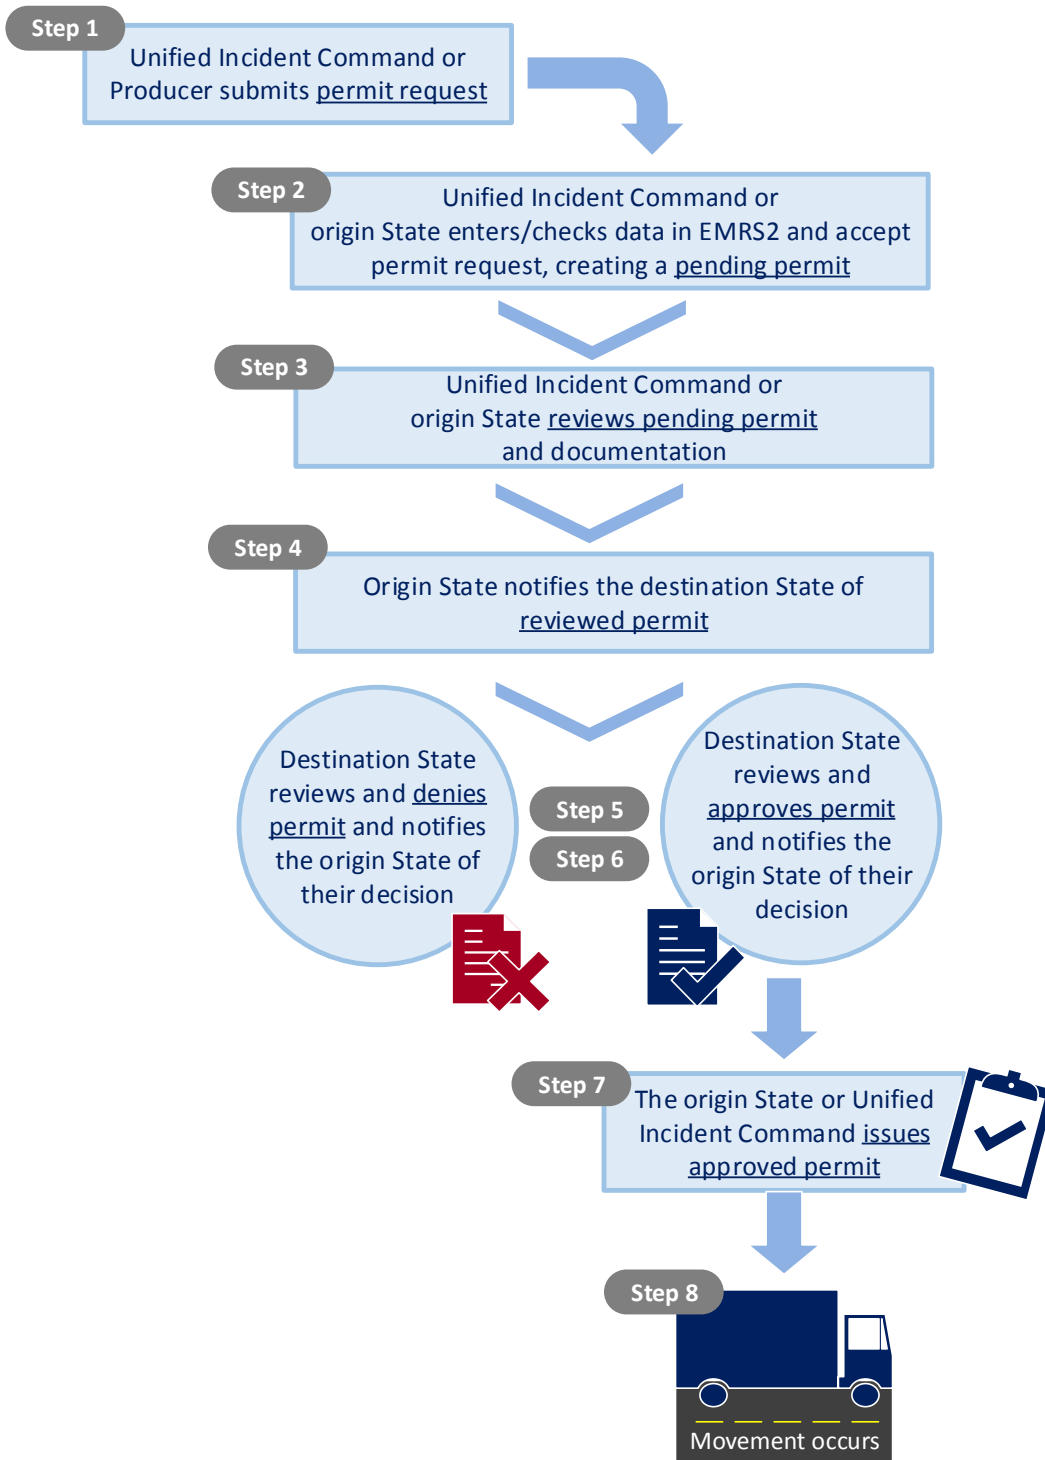 Step 1
Unified Incident Command or
Producer submits permit request
Step 2
Unified Incident Command or
origin State enters/checks data in EMRS2 and accept
permit request, creating a pending permit
Step 3
Unified Incident Command or
origin State reviews pending permit
and documentation
Step 4
Origin State notifies the destination State of
reviewed permit
Destination State
reviews and denies
permit and notifies
the origin State of
their decision
Step 5
Step 6
Destination State
reviews and
approves permit
and notifies the
origin State of their
decision
Step 7
The origin State or Unified
Incident Command issues
approved permit
Step 8
Movement occurs